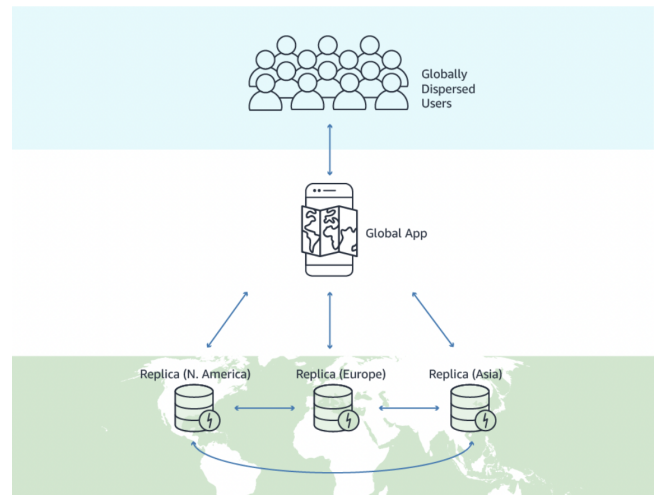 Globally
Dispersed
Users
Global App
Replica (N. America)
Replica (Europe)
Replica (Asia)